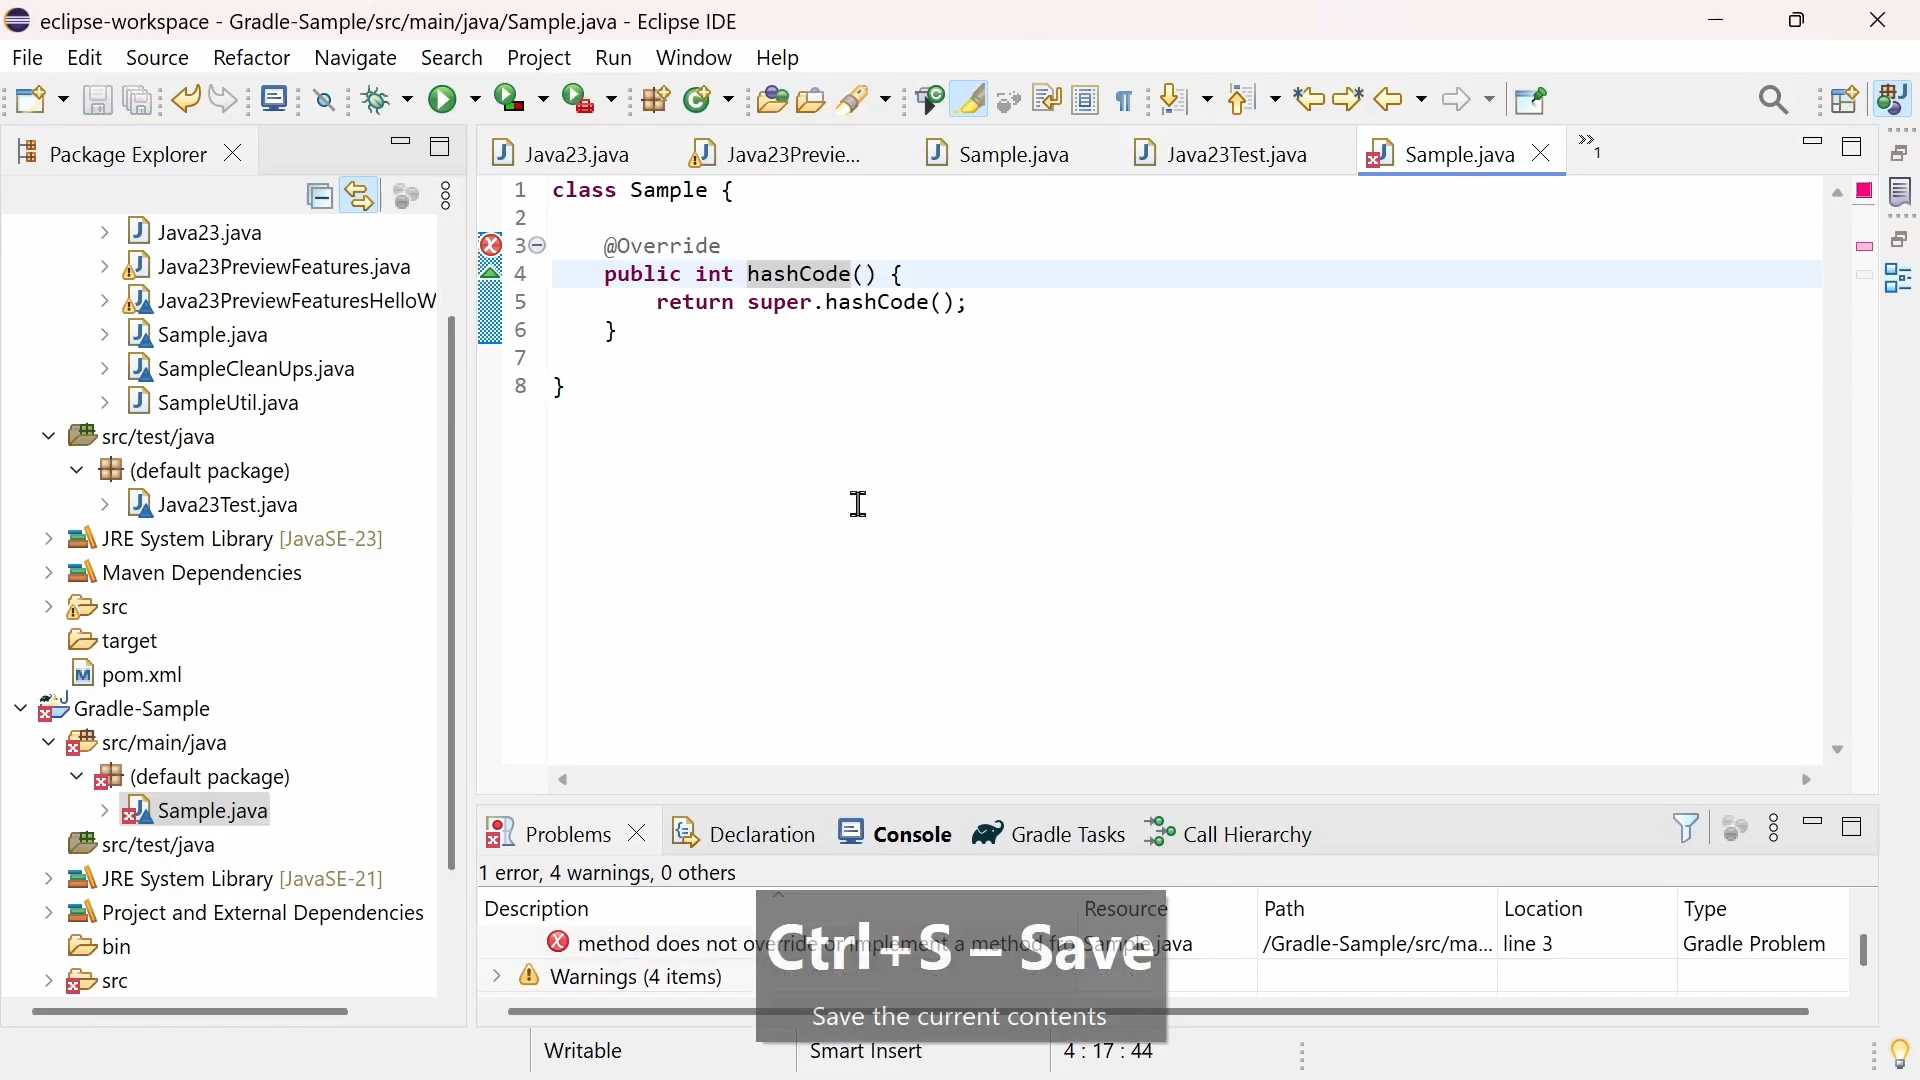 eclipse-workspace - Gradle-Sample/src/main/java/Sample.java - Eclipse IDE
File Edit Source Refactor Navigate Search Project Run Window Help
Package Explorer
Java23.java
Java23PreviewFeatures.java
Java23PreviewFeaturesHelloW
Sample.java
SampleCleanUps.java
SampleUtil.java
src/test/java
(default package)
Java23Test.java
JRE System Library [JavaSE-23]
Maven Dependencies
src
target
pom.xml
Gradle-Sample
src/main/java
(default package)
Sample.java
src/test/java
JRE System Library [JavaSE-21]
Project and External Dependencies
bin
src
Java23.java Java23Previe... Sample.java Java23Test.java Sample.java »1
1 class Sample {
2
3 @Override
4 public int hashCode() {
5 return super.hashCode();
6 }
7
8 }
Problems Declaration Console Gradle Tasks Call Hierarchy
1 error, 4 warnings, 0 others
Description Resource Path Location Type
method does not override or implement a method fro Sample.java /Gradle-Sample/src/ma... line 3 Gradle Problem
Warnings (4 items)
Ctrl+S – Save
Save the current contents
Writable Smart Insert 4 : 17 : 44